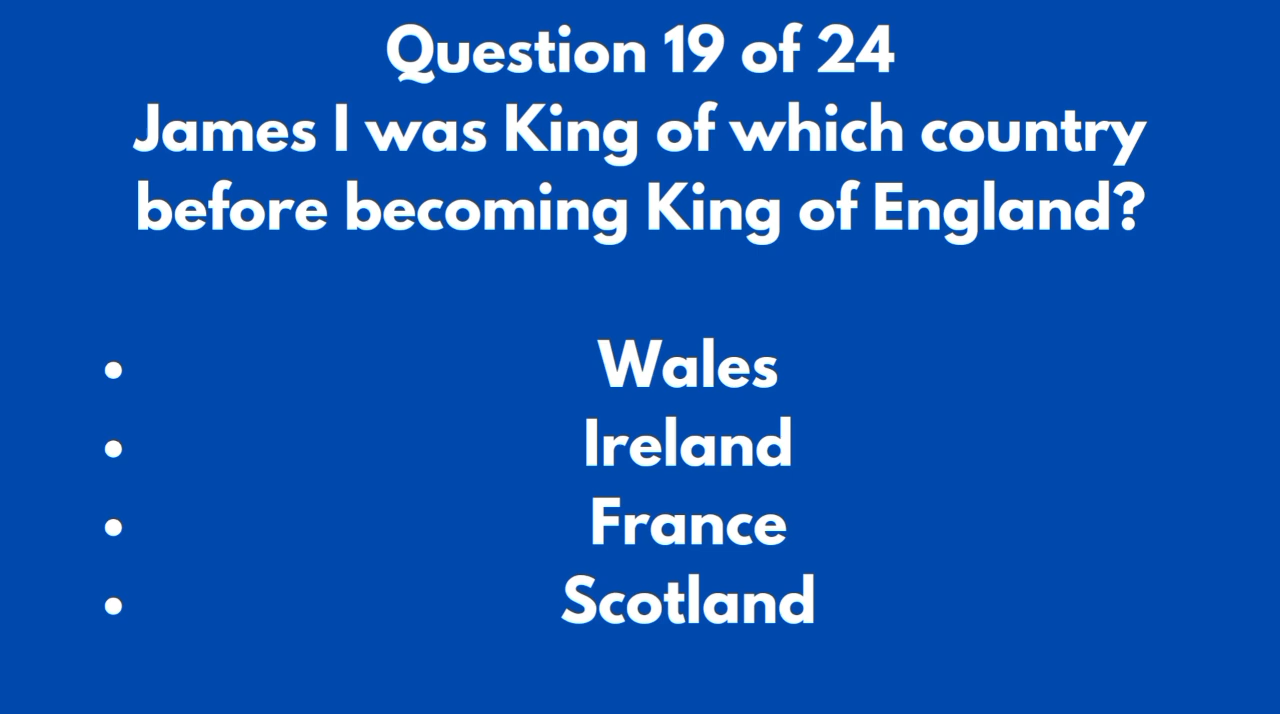 Question 19 of 24
James I was King of which country
before becoming King of England?
• Wales
• Ireland
• France
• Scotland